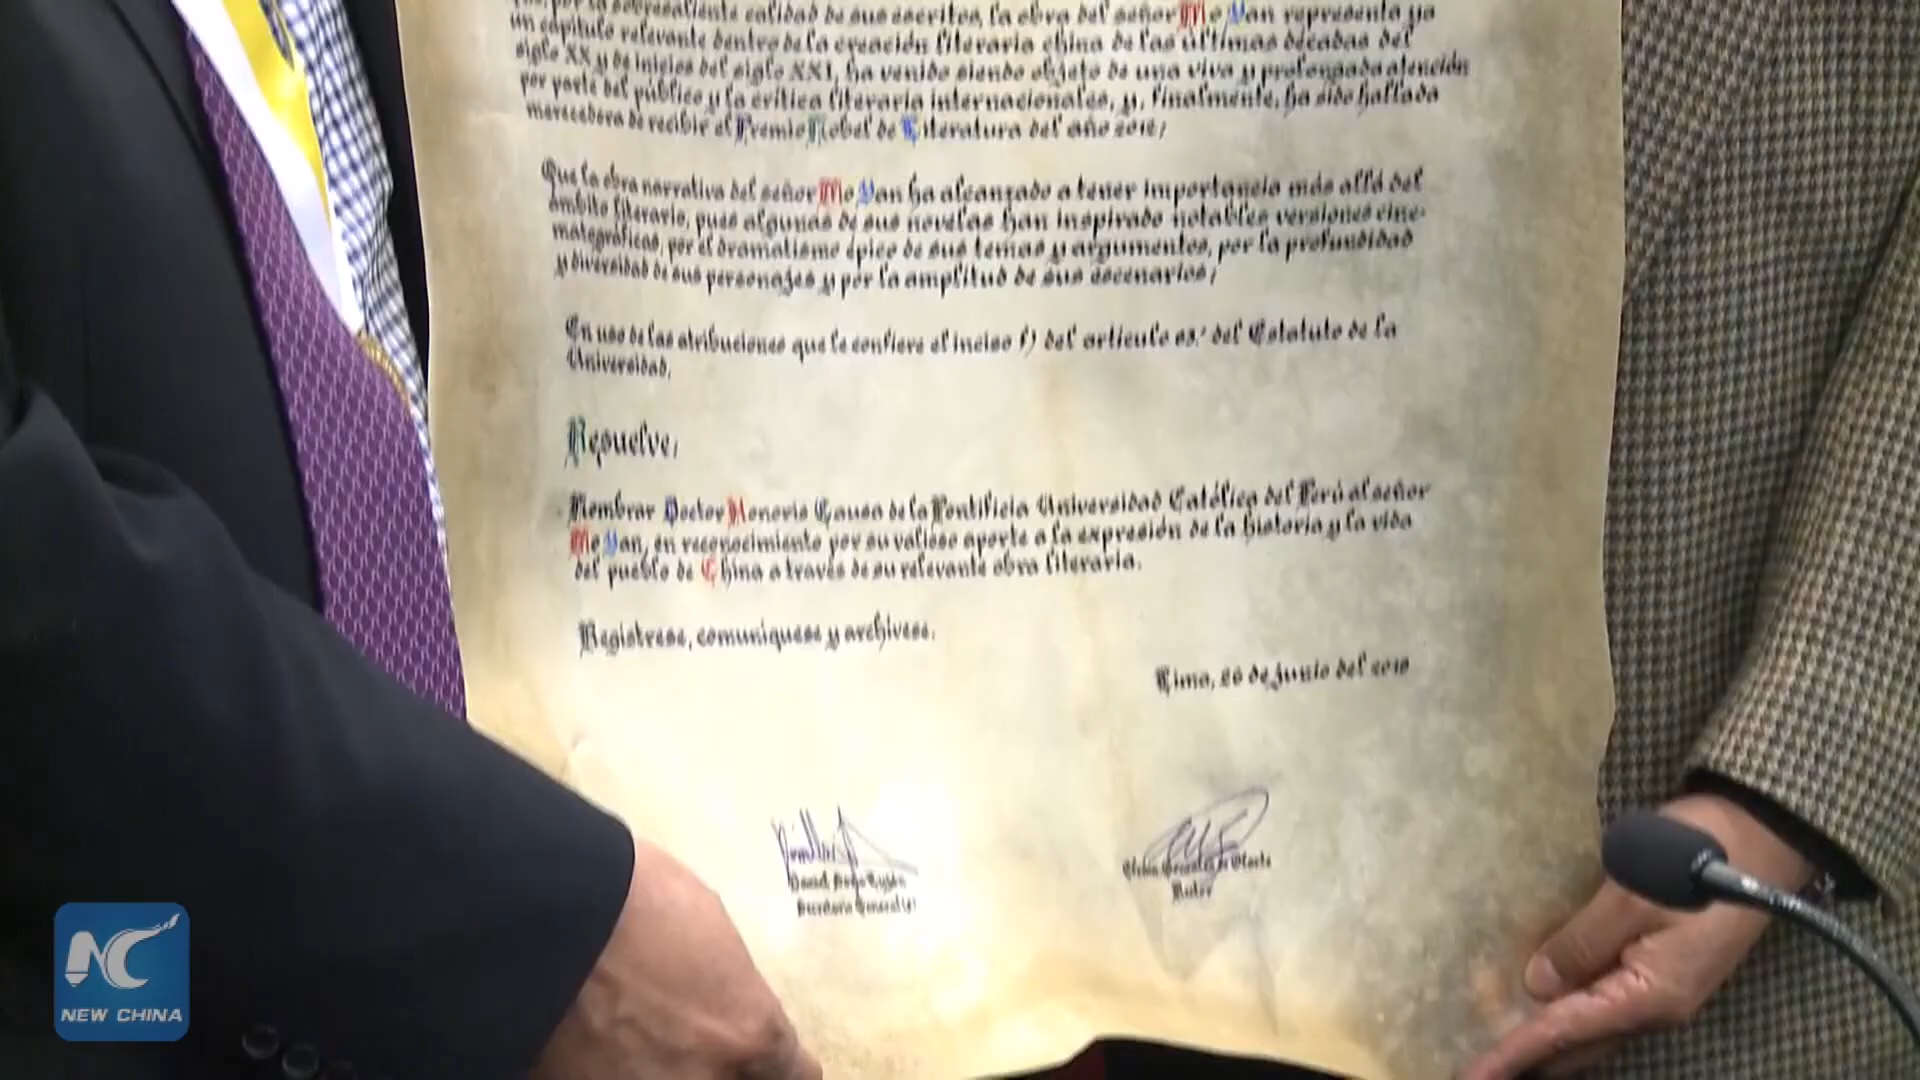 por la sobresaliente calidad de sus escritos, la obra del señor Mo Yan representa ya
un capítulo relevante dentro de la creación literaria china de las últimas décadas del
siglo XX y de inicios del siglo XXI, ha venido siendo objeto de una viva y prolongada atención
por parte del público y la crítica literaria internacionales, y, finalmente, ha sido hallada
merecedora de recibir el Premio Nobel de Literatura del año 2012;
Que la obra narrativa del señor Mo Yan ha alcanzado a tener importancia más allá del
ámbito literario, pues algunas de sus novelas han inspirado notables versiones cine-
matográficas, por el dramatismo épico de sus temas y argumentos, por la profundidad
y diversidad de sus personajes y por la amplitud de sus escenarios;
En uso de las atribuciones que le confiere el inciso f) del artículo 83° del Estatuto de la
Universidad,
Resuelve:
Nombrar Doctor Honoris Causa de la Pontificia Universidad Católica del Perú al señor
Mo Yan, en reconocimiento por su valioso aporte a la expresión de la historia y la vida
del pueblo de China a través de su relevante obra literaria.
Regístrese, comuníquese y archívese.
Lima, 26 de junio del
Secretario General
Rector
NC
NEW CHINA